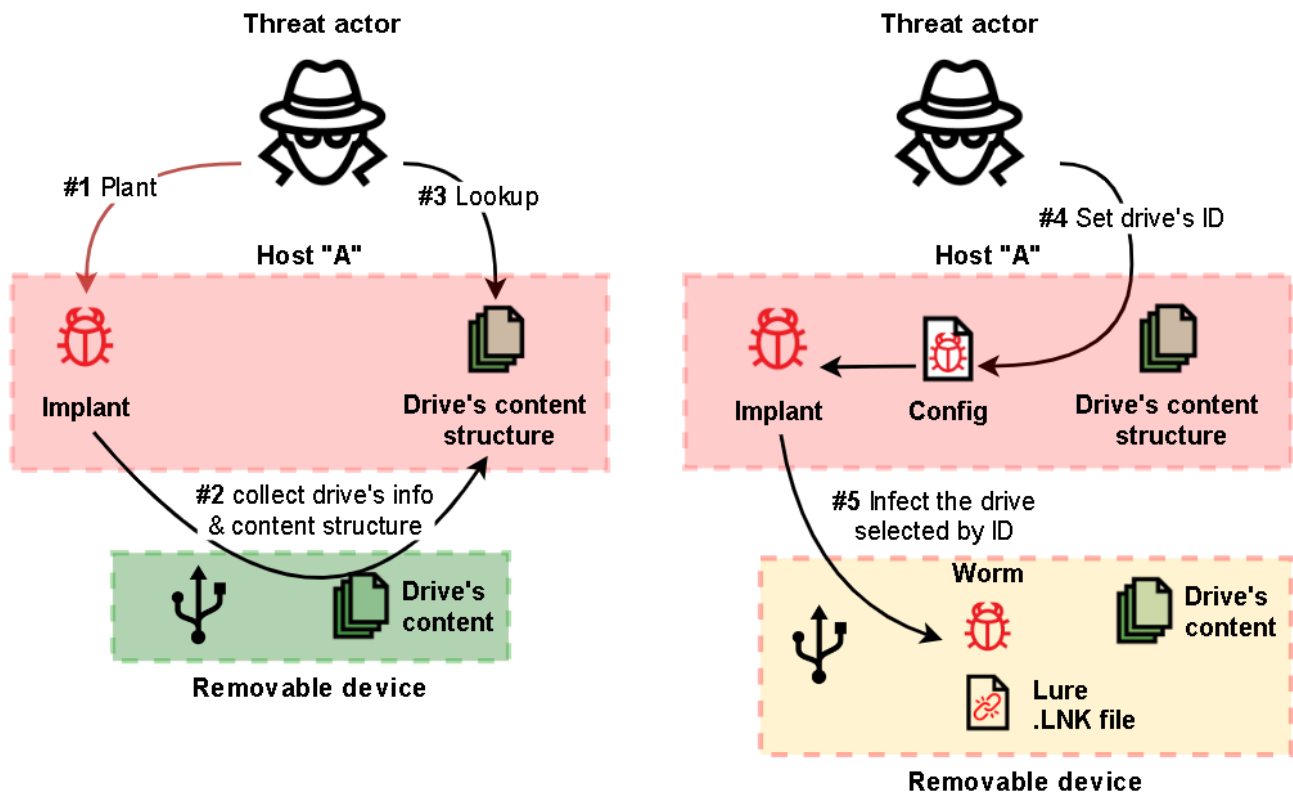 Threat actor
#1 Plant
#3 Lookup
Host "A"
Implant
Drive's content
structure
#2 collect drive's info
& content structure
Drive's
content
Removable device
Threat actor
#4 Set drive's ID
Host "A"
Implant
Config
Drive's content
structure
#5 Infect the drive
selected by ID
Worm
Drive's
content
Lure
.LNK file
Removable device